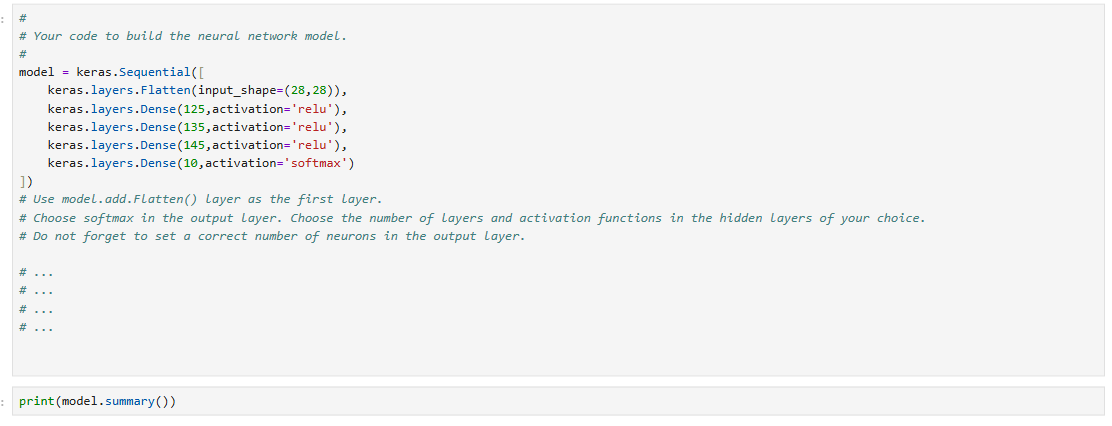 :
#
# Your code to build the neural network model.
#
model = keras.Sequential([
    keras.layers.Flatten(input_shape=(28,28)),
    keras.layers.Dense(125,activation='relu'),
    keras.layers.Dense(135,activation='relu'),
    keras.layers.Dense(145,activation='relu'),
    keras.layers.Dense(10,activation='softmax')
])
# Use model.add.Flatten() layer as the first layer.
# Choose softmax in the output layer. Choose the number of layers and activation functions in the hidden layers of your choice.
# Do not forget to set a correct number of neurons in the output layer.
# ...
# ...
# ...
# ...
:
print(model.summary())